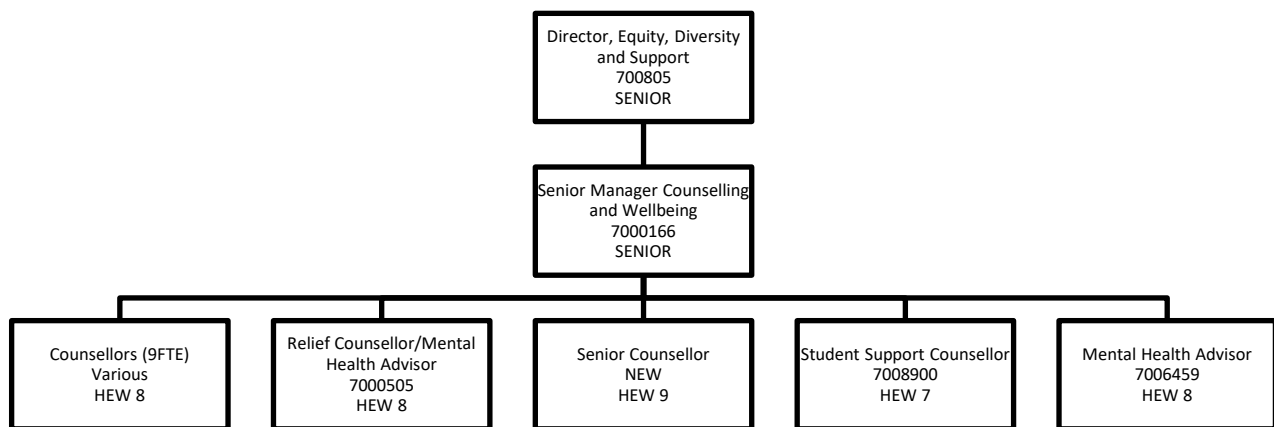 Director, Equity, Diversity
and Support
700805
SENIOR
Senior Manager Counselling
and Wellbeing
7000166
SENIOR
Counsellors (9FTE)
Various
HEW 8
Relief Counsellor/Mental
Health Advisor
7000505
HEW 8
Senior Counsellor
NEW
HEW 9
Student Support Counsellor
7008900
HEW 7
Mental Health Advisor
7006459
HEW 8